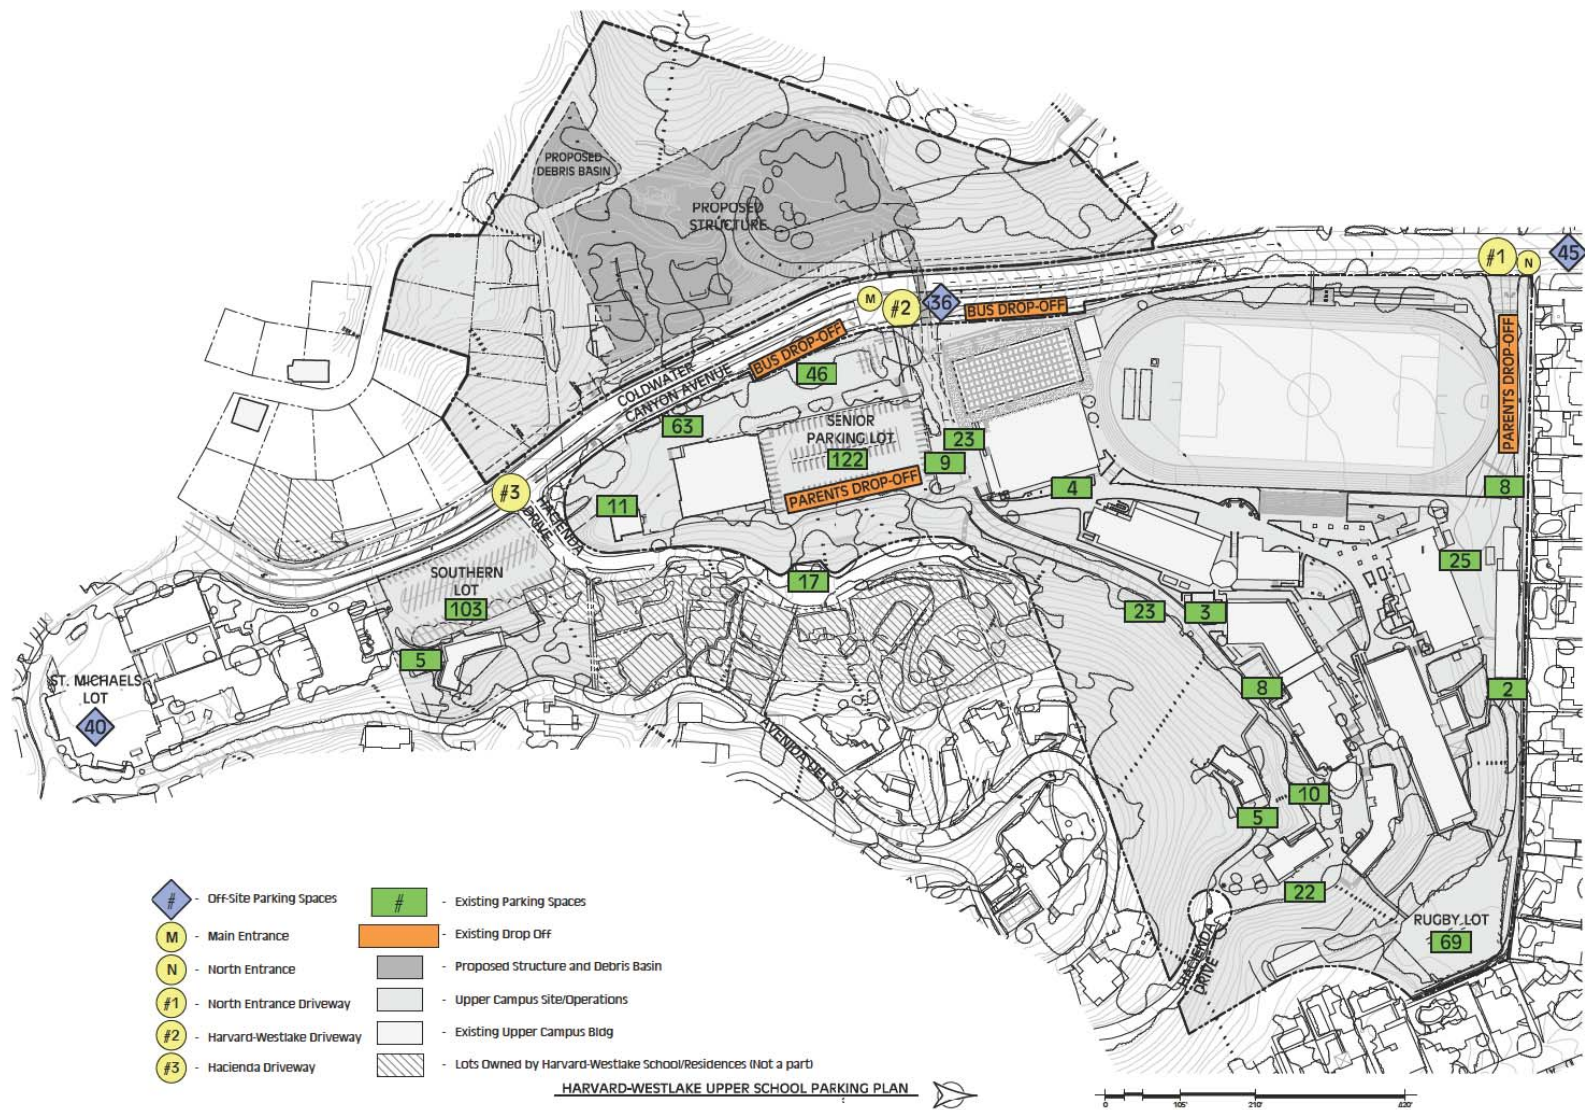 PROPOSED
DEBRIS BASIN
PROPOSED
STRUCTURE
#1
N
45
M
#2
36
BUS DROP-OFF
BUS DROP-OFF
PARENTS DROP-OFF
46
COLDWATER
CANYON AVENUE
63
SENIOR
PARKING LOT
122
23
9
PARENTS DROP-OFF
4
8
#3
HACIENDA
DRIVE
11
SOUTHERN
LOT
103
17
25
23
3
5
ST. MICHAELS
LOT
40
8
2
AVENIDA DEL SOL
10
5
22
RUGBY LOT
69
HACIENDA
DRIVE
# - Off-Site Parking Spaces
M - Main Entrance
N - North Entrance
#1 - North Entrance Driveway
#2 - Harvard-Westlake Driveway
#3 - Hacienda Driveway
# - Existing Parking Spaces
- Existing Drop Off
- Proposed Structure and Debris Basin
- Upper Campus Site/Operations
- Existing Upper Campus Bldg
- Lots Owned by Harvard-Westlake School/Residences (Not a part)
HARVARD-WESTLAKE UPPER SCHOOL PARKING PLAN
0 105' 210' 420'